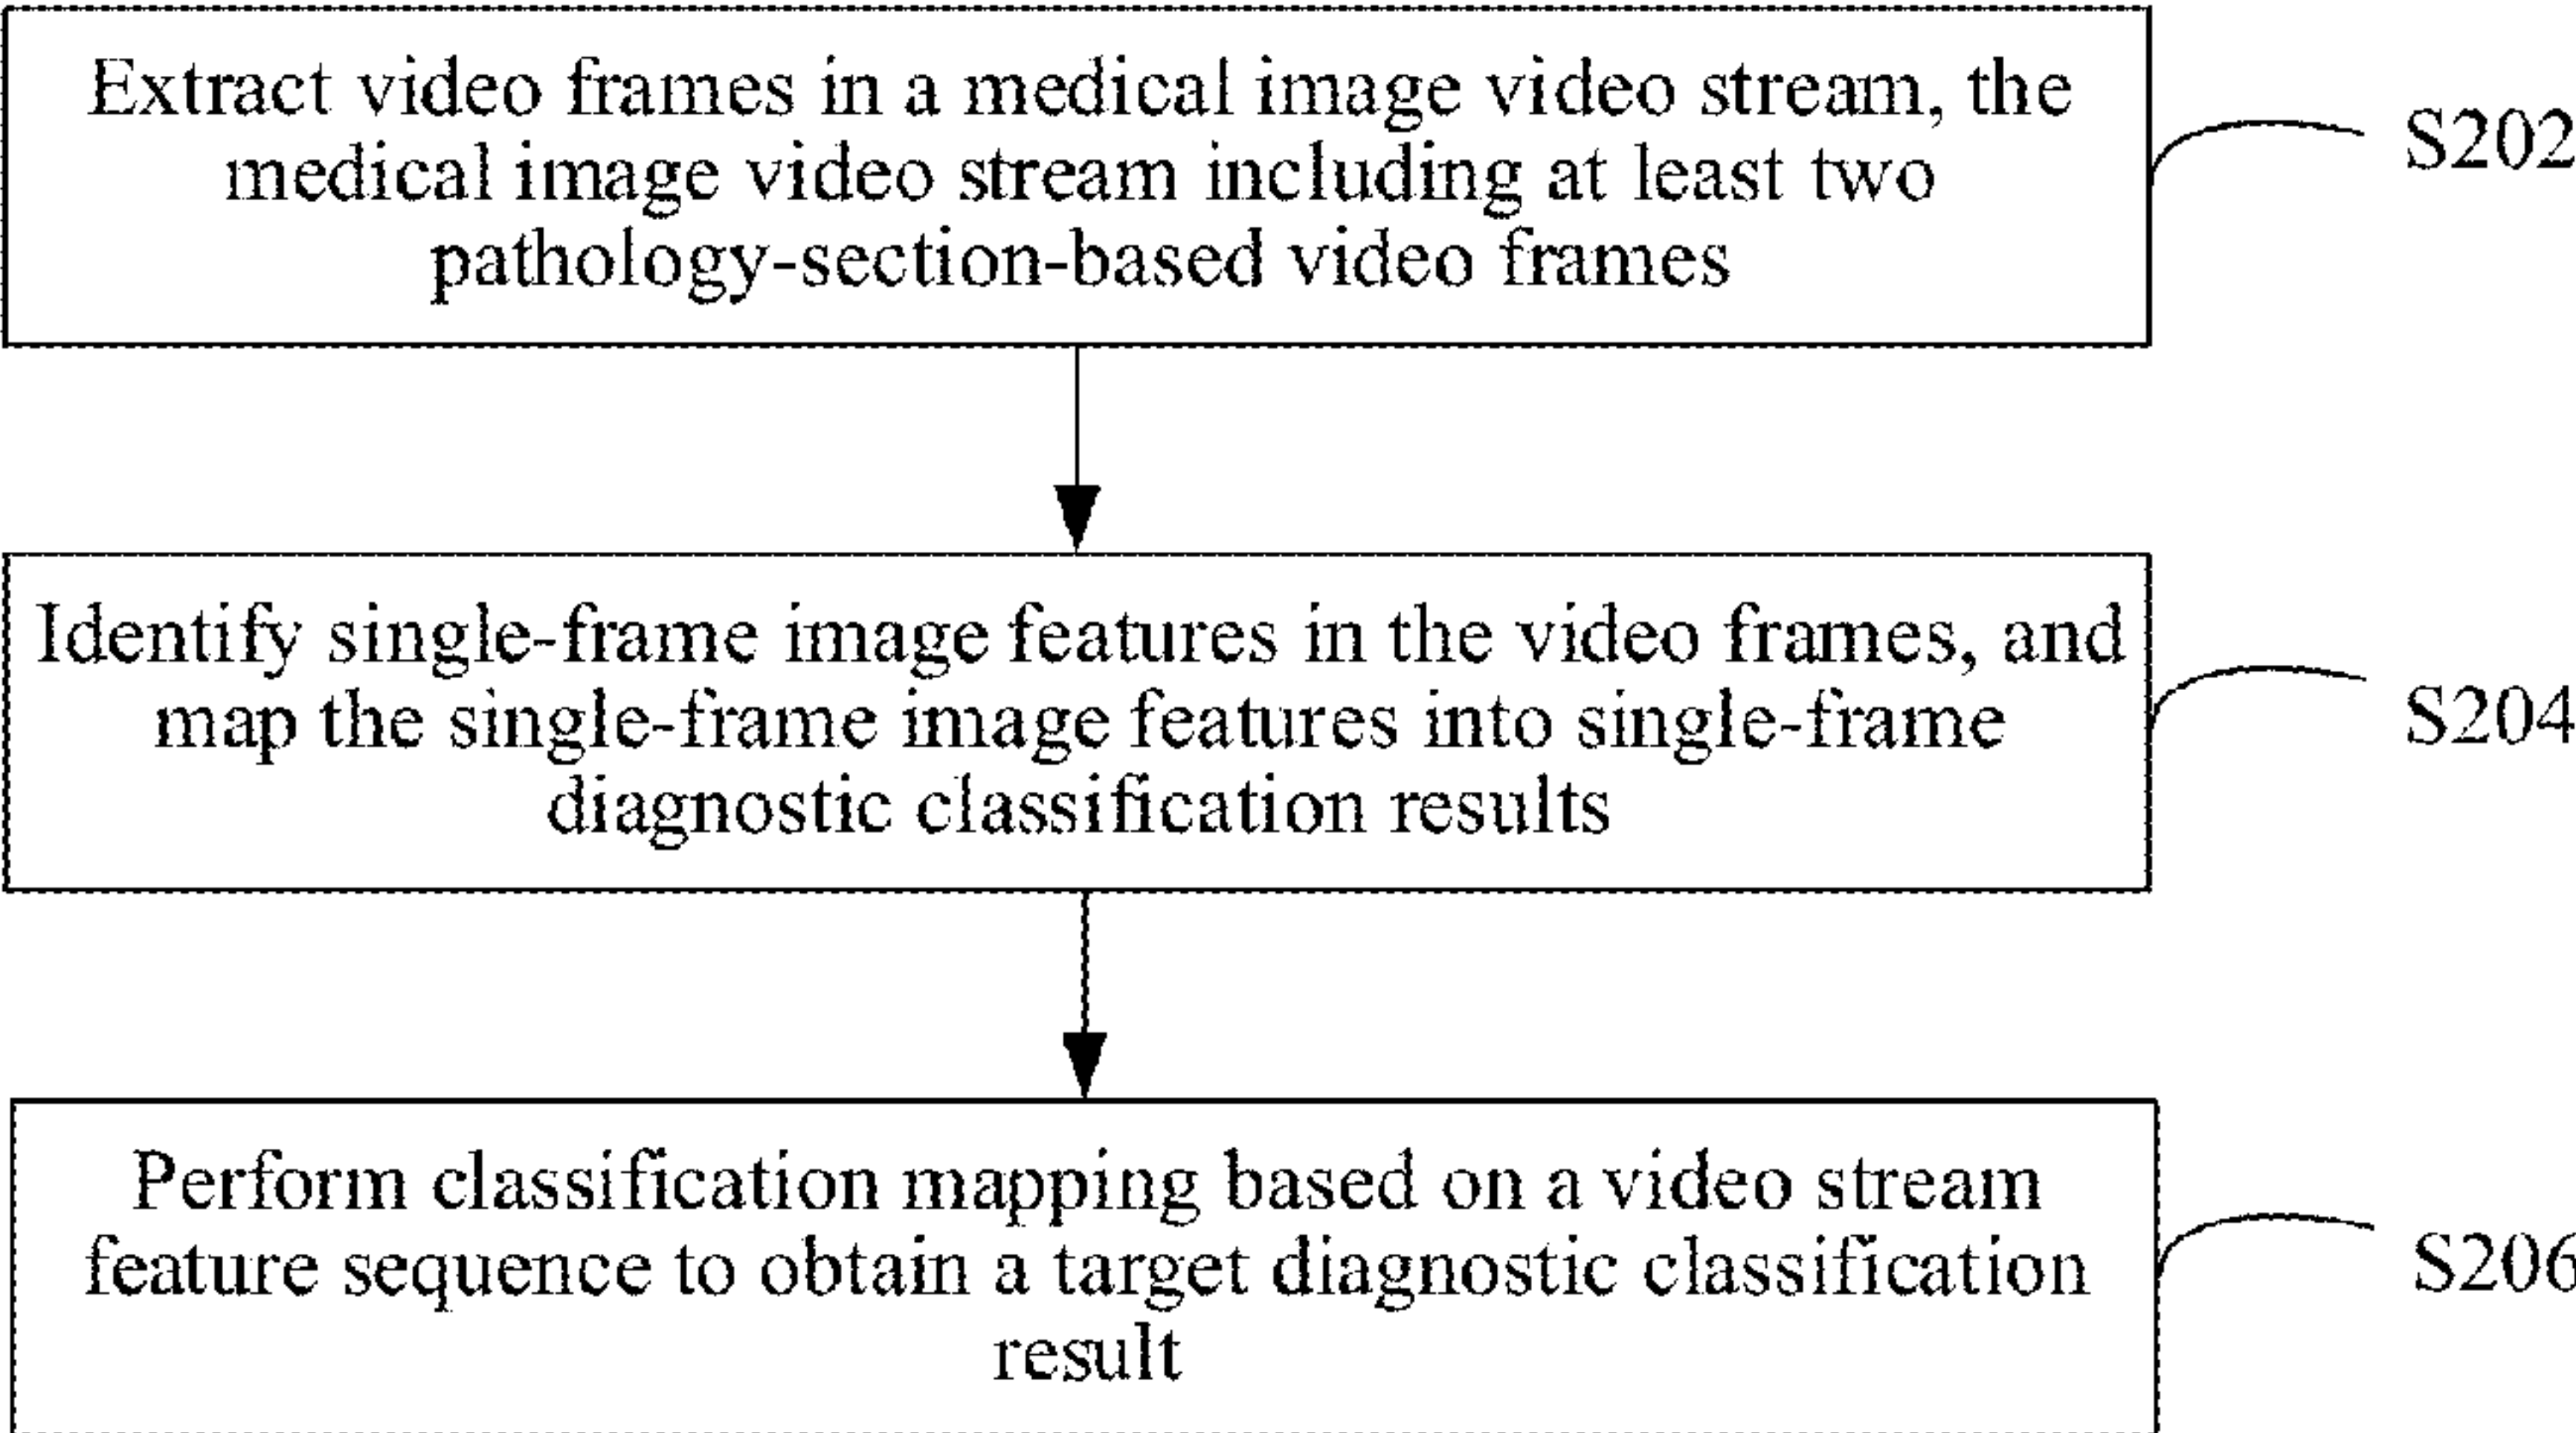 Extract video frames in a medical image video stream, the
medical image video stream including at least two
pathology-section-based video frames
S202
Identify single-frame image features in the video frames, and
map the single-frame image features into single-frame
diagnostic classification results
S204
Perform classification mapping based on a video stream
feature sequence to obtain a target diagnostic classification
result
S206